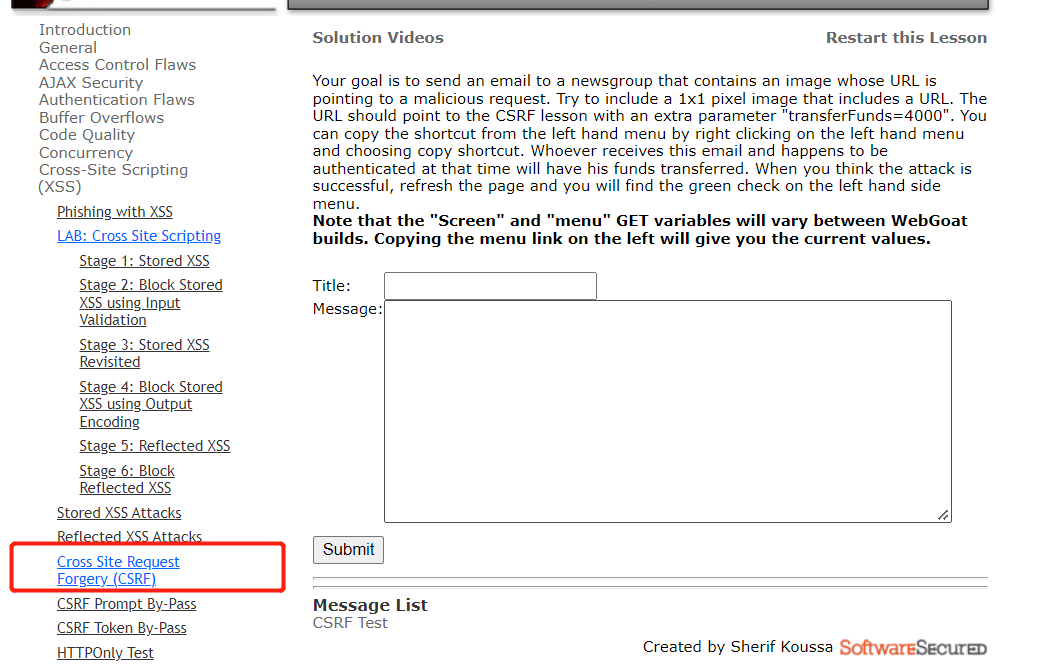 Introduction
General
Access Control Flaws
AJAX Security
Authentication Flaws
Buffer Overflows
Code Quality
Concurrency
Cross-Site Scripting
(XSS)
Phishing with XSS
LAB: Cross Site Scripting
Stage 1: Stored XSS
Stage 2: Block Stored
XSS using Input
Validation
Stage 3: Stored XSS
Revisited
Stage 4: Block Stored
XSS using Output
Encoding
Stage 5: Reflected XSS
Stage 6: Block
Reflected XSS
Stored XSS Attacks
Reflected XSS Attacks
Cross Site Request
Forgery (CSRF)
CSRF Prompt By-Pass
CSRF Token By-Pass
HTTPOnly Test
Solution Videos
Restart this Lesson
Your goal is to send an email to a newsgroup that contains an image whose URL is
pointing to a malicious request. Try to include a 1x1 pixel image that includes a URL. The
URL should point to the CSRF lesson with an extra parameter "transferFunds=4000". You
can copy the shortcut from the left hand menu by right clicking on the left hand menu
and choosing copy shortcut. Whoever receives this email and happens to be
authenticated at that time will have his funds transferred. When you think the attack is
successful, refresh the page and you will find the green check on the left hand side
menu.
Note that the "Screen" and "menu" GET variables will vary between WebGoat
builds. Copying the menu link on the left will give you the current values.
Title:
Message:
Submit
Message List
CSRF Test
Created by Sherif Koussa SoftwareSecured